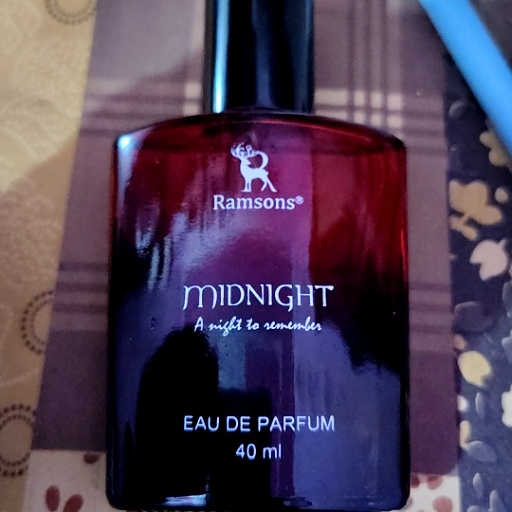 Ramsons®
MIDNIGHT
A night to remember
EAU DE PARFUM
40 ml